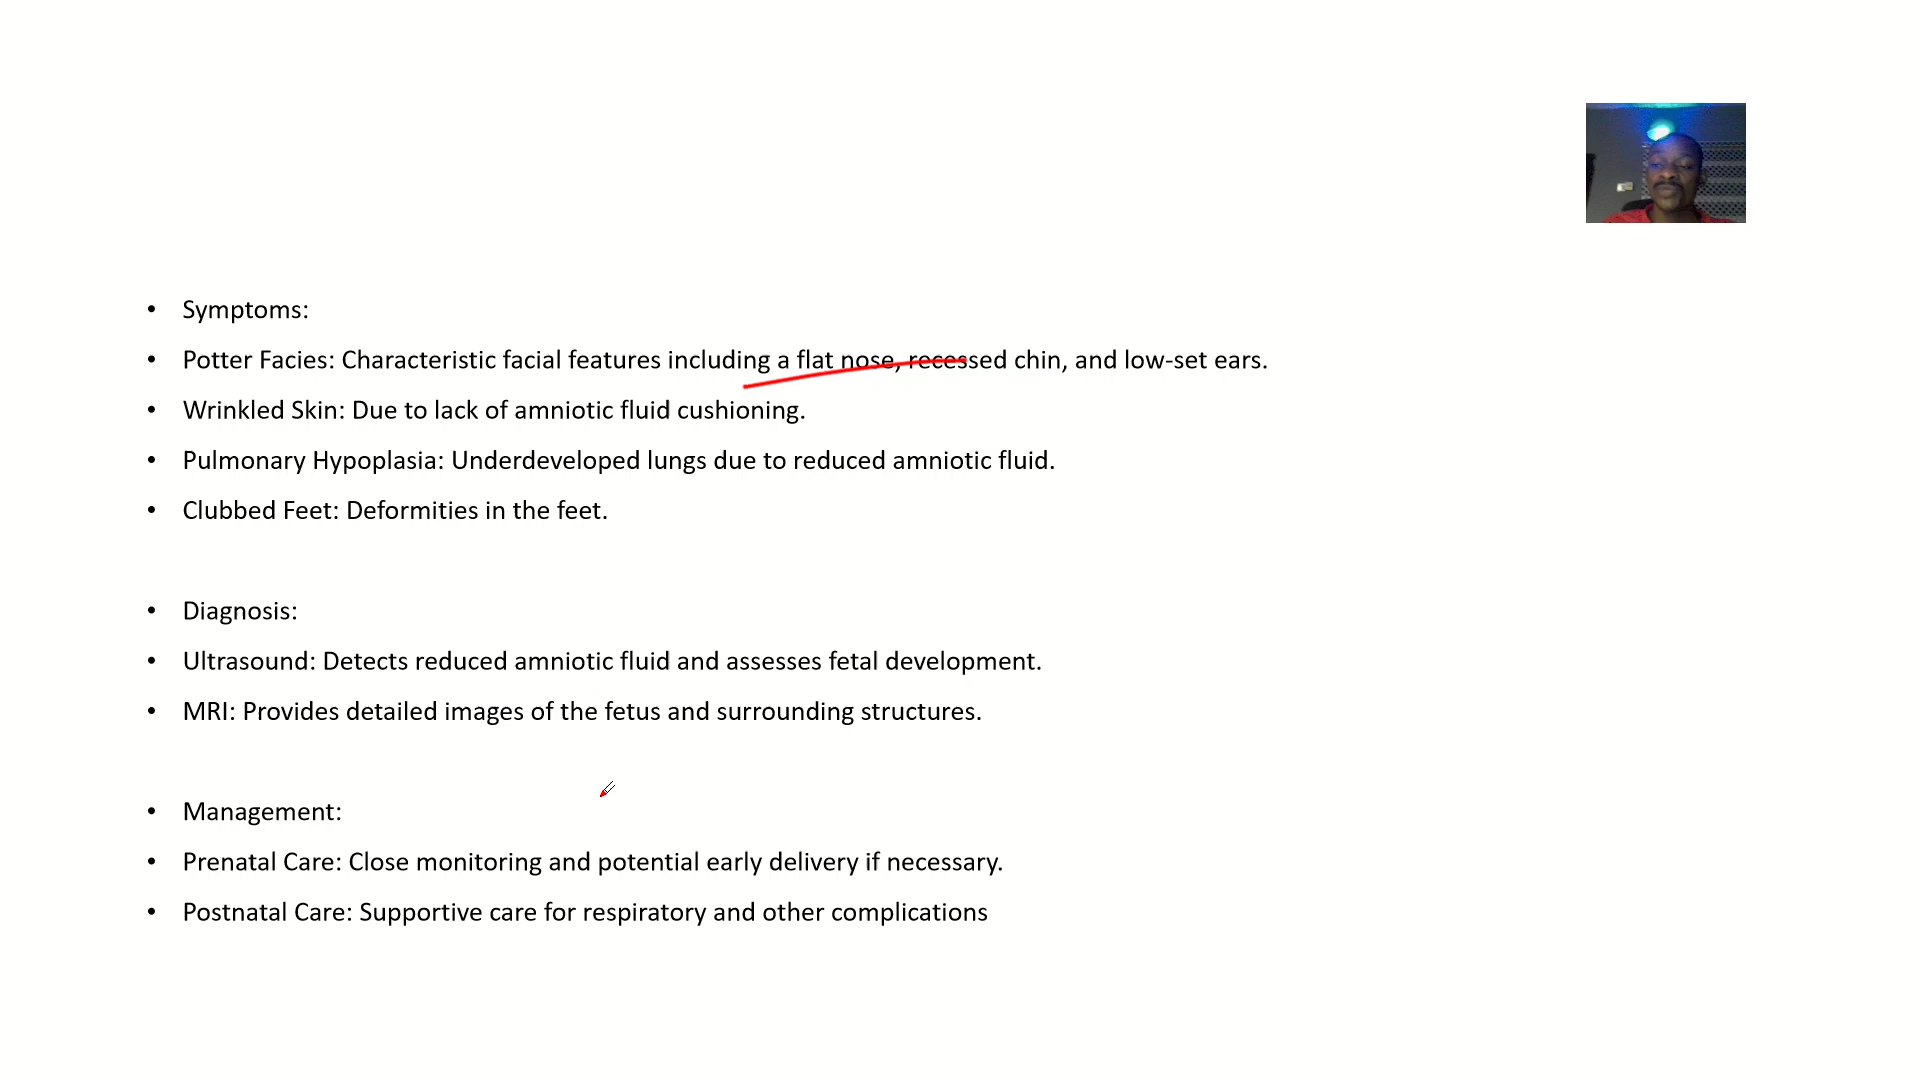 • Symptoms:
• Potter Facies: Characteristic facial features including a flat nose, recessed chin, and low-set ears.
• Wrinkled Skin: Due to lack of amniotic fluid cushioning.
• Pulmonary Hypoplasia: Underdeveloped lungs due to reduced amniotic fluid.
• Clubbed Feet: Deformities in the feet.
• Diagnosis:
• Ultrasound: Detects reduced amniotic fluid and assesses fetal development.
• MRI: Provides detailed images of the fetus and surrounding structures.
• Management:
• Prenatal Care: Close monitoring and potential early delivery if necessary.
• Postnatal Care: Supportive care for respiratory and other complications